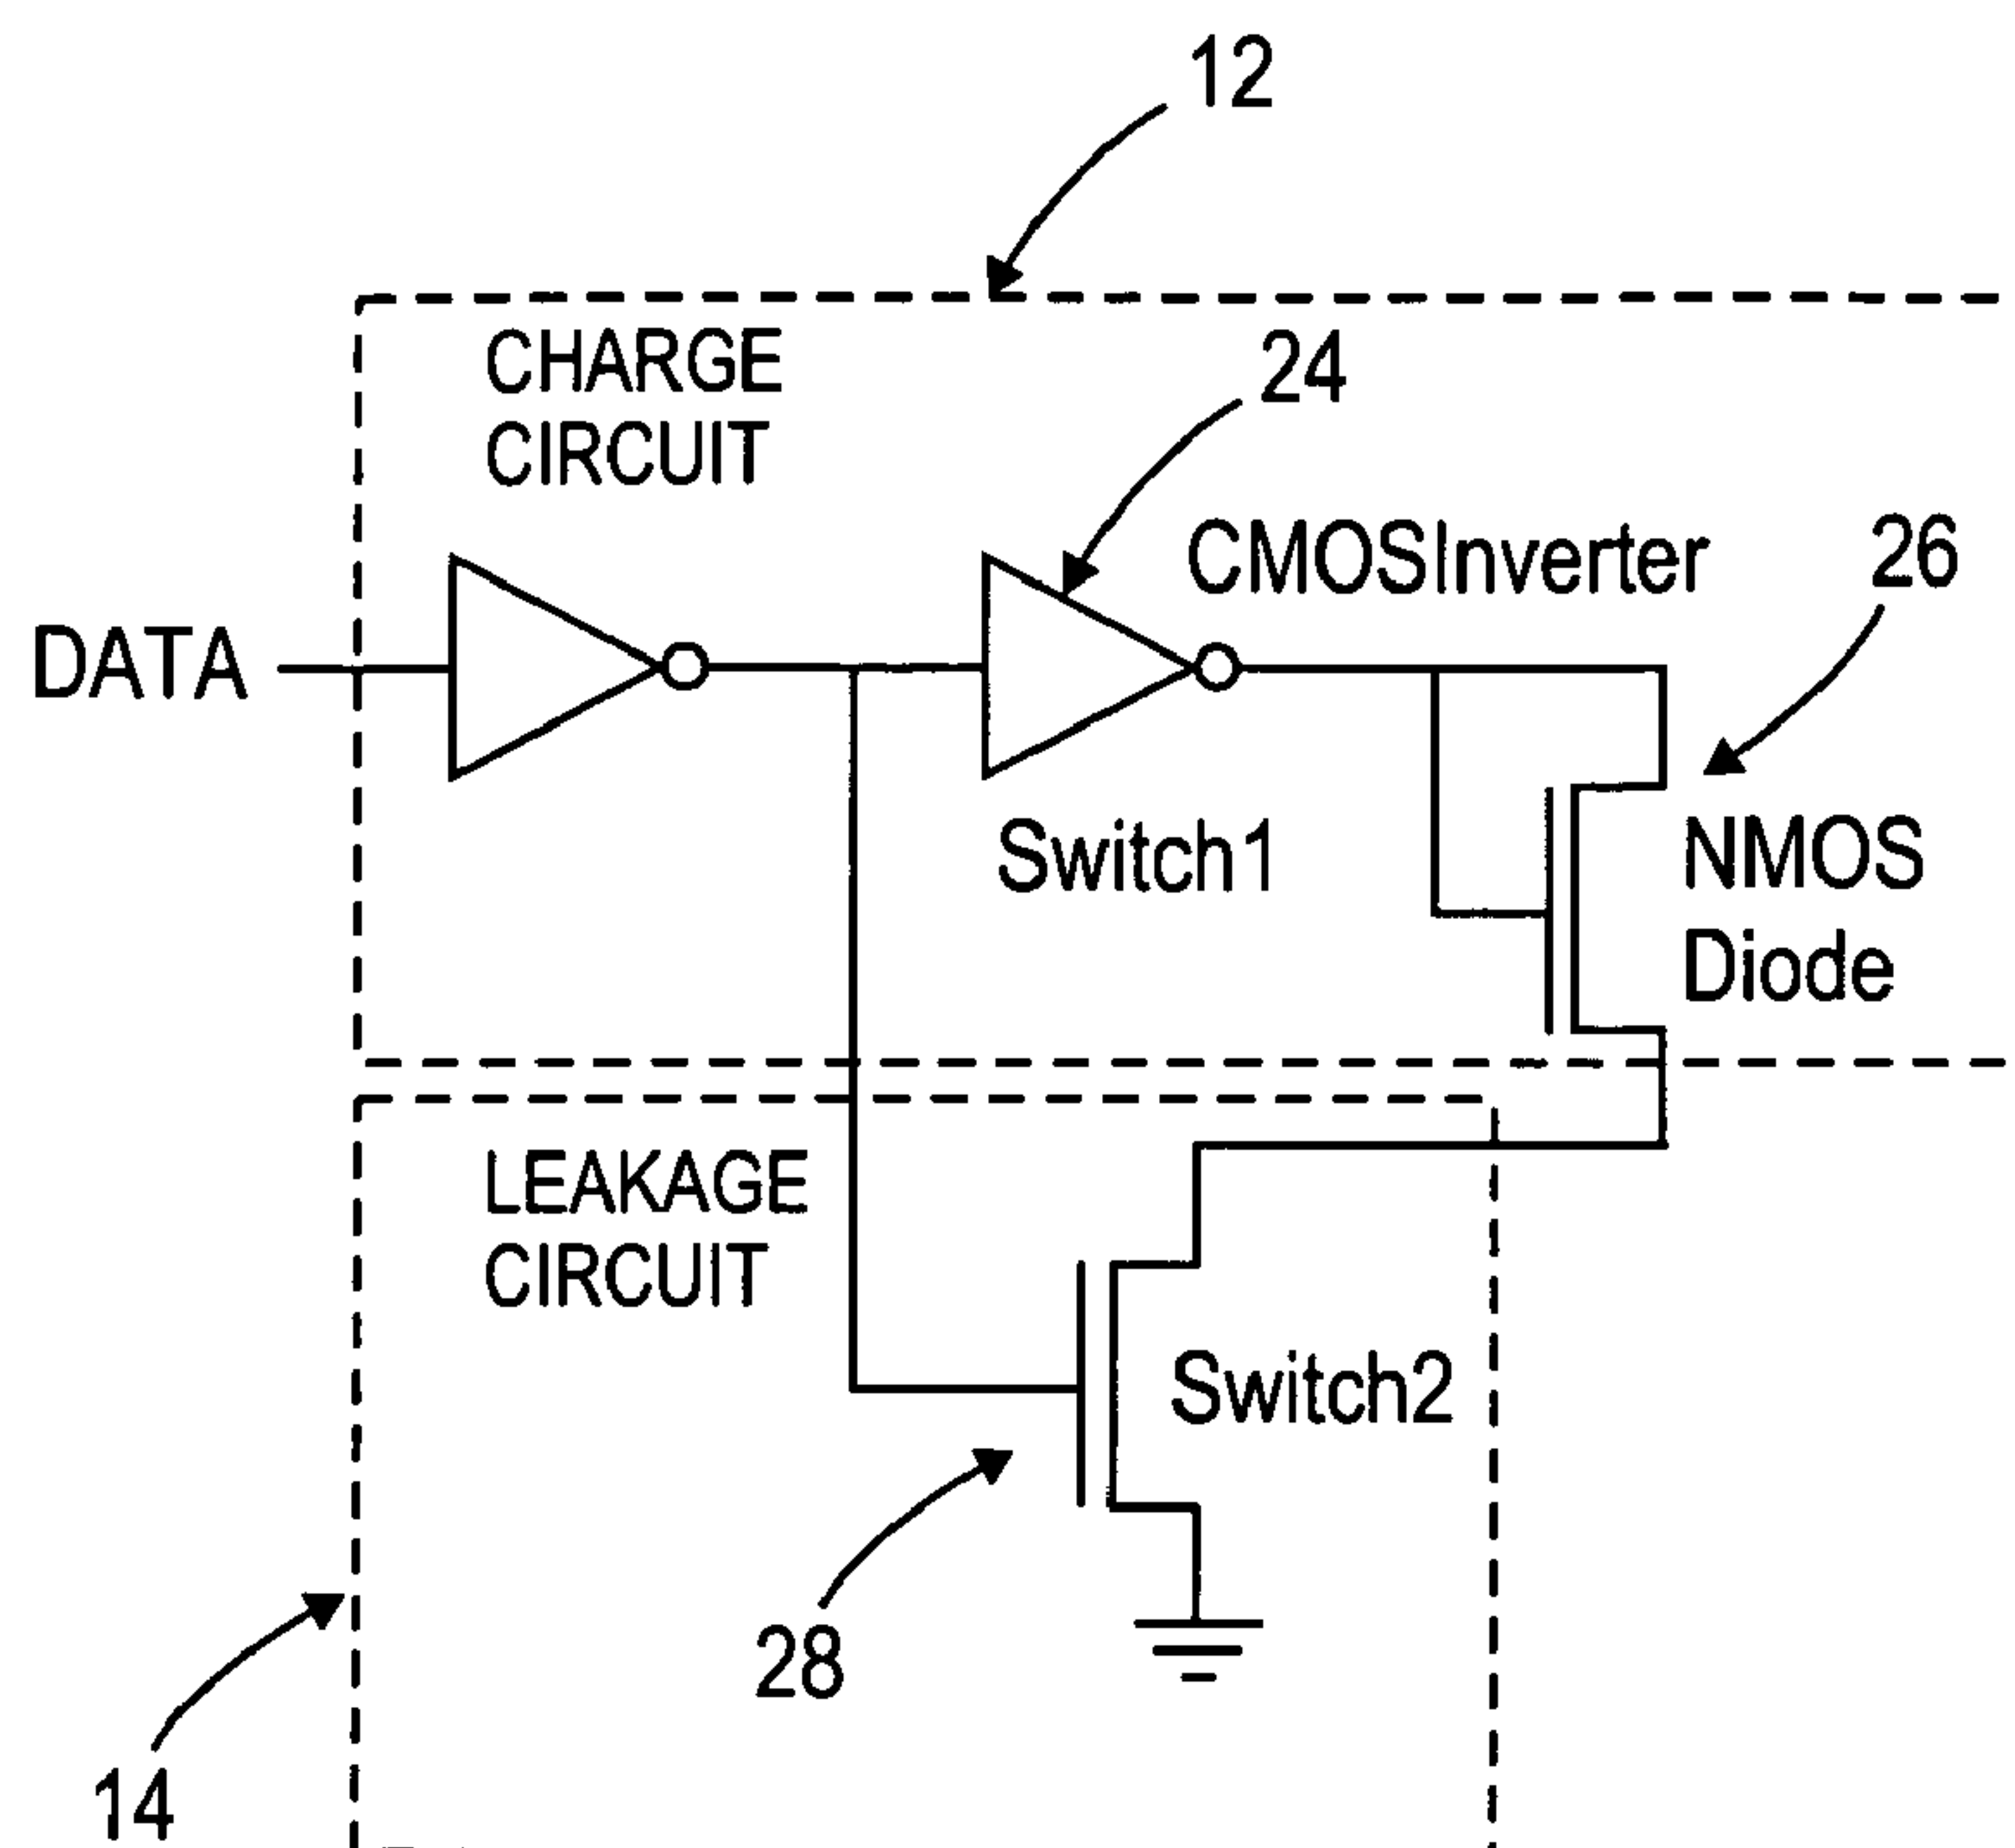 12
CHARGE
CIRCUIT
24
CMOSInverter
26
DATA
Switch1
NMOS
Diode
LEAKAGE
CIRCUIT
Switch2
28
14